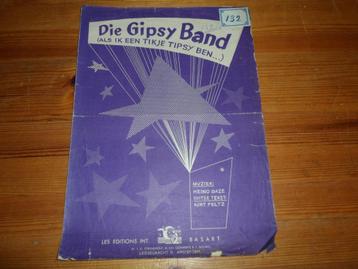 132
Die Gipsy Band
(ALS IK EEN TIKJE TIPSY BEN...)
MUZIEK:
HEINO GAZE
DUITSE TEKST:
KURT FELTZ
LES EDITIONS INT. BASART
AMSTERDAM